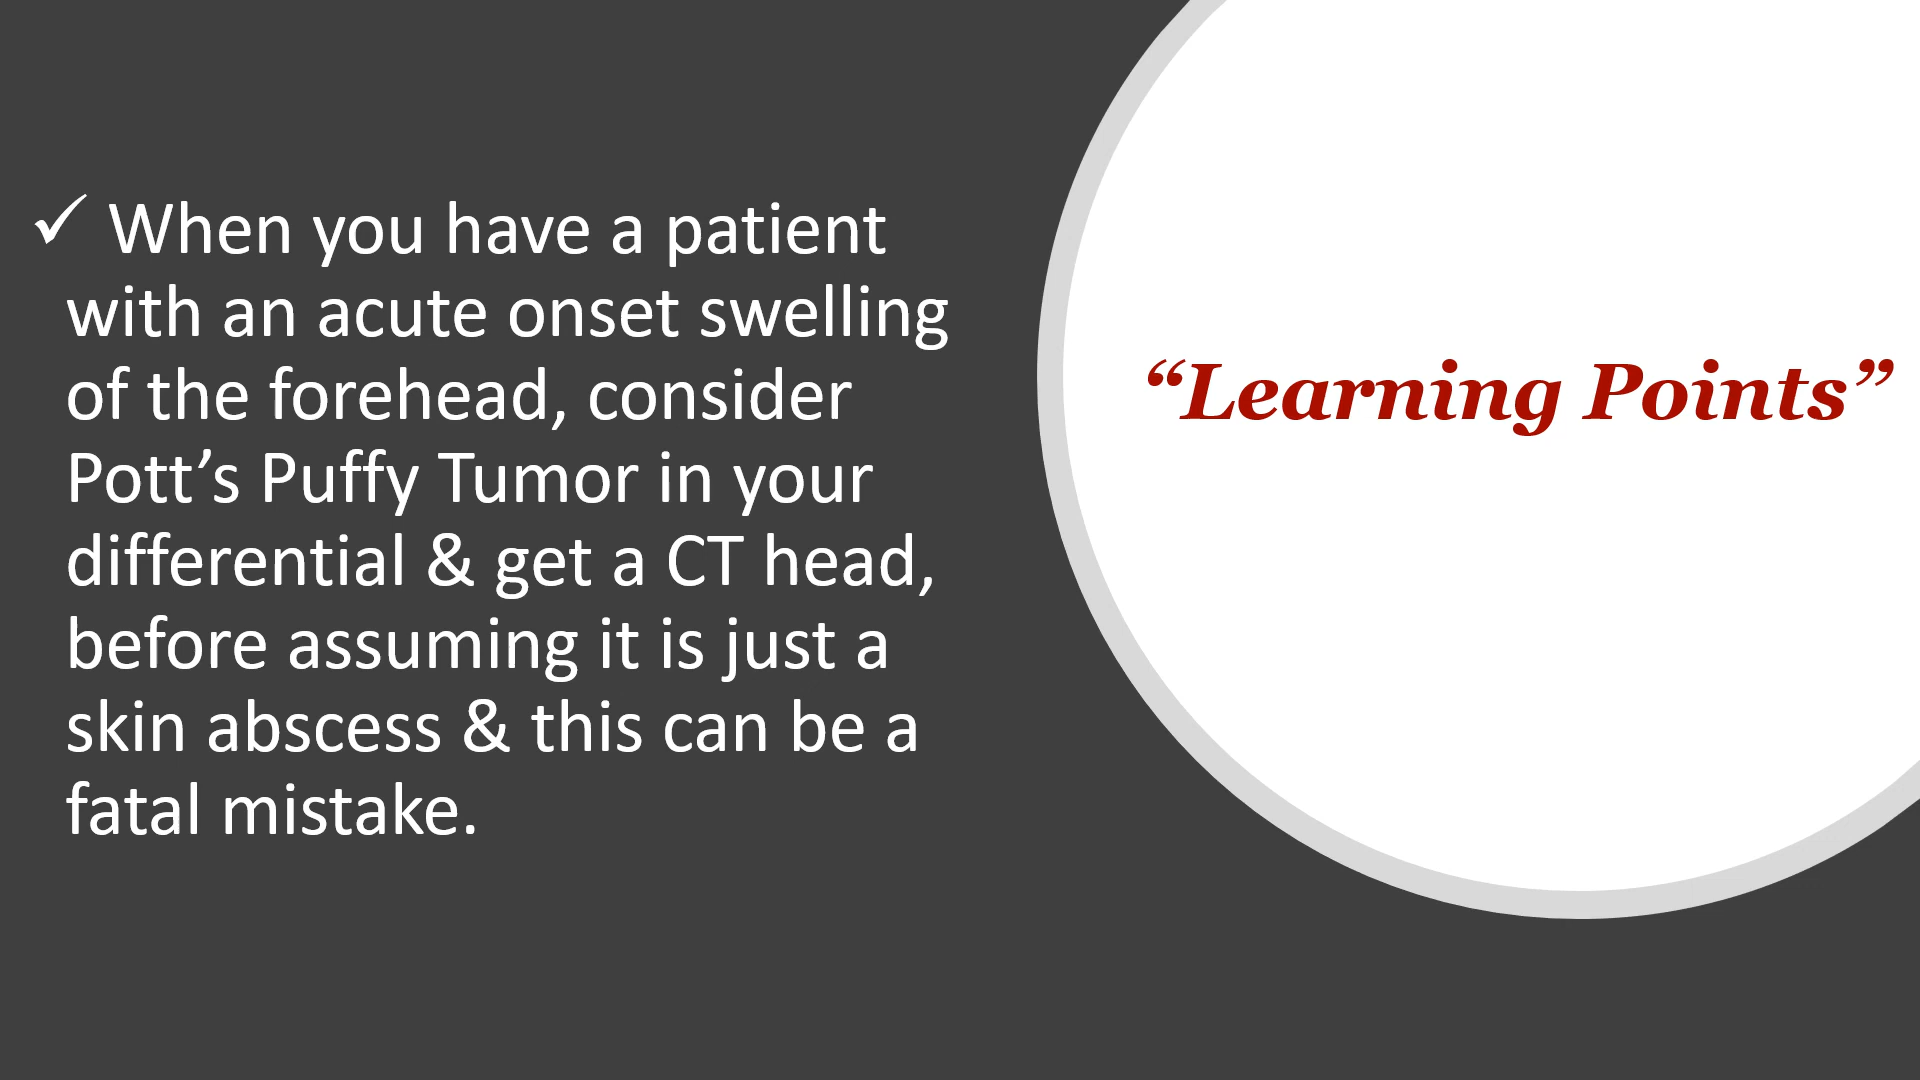 ✓ When you have a patient
with an acute onset swelling
of the forehead, consider
Pott’s Puffy Tumor in your
differential & get a CT head,
before assuming it is just a
skin abscess & this can be a
fatal mistake.
“Learning Points”